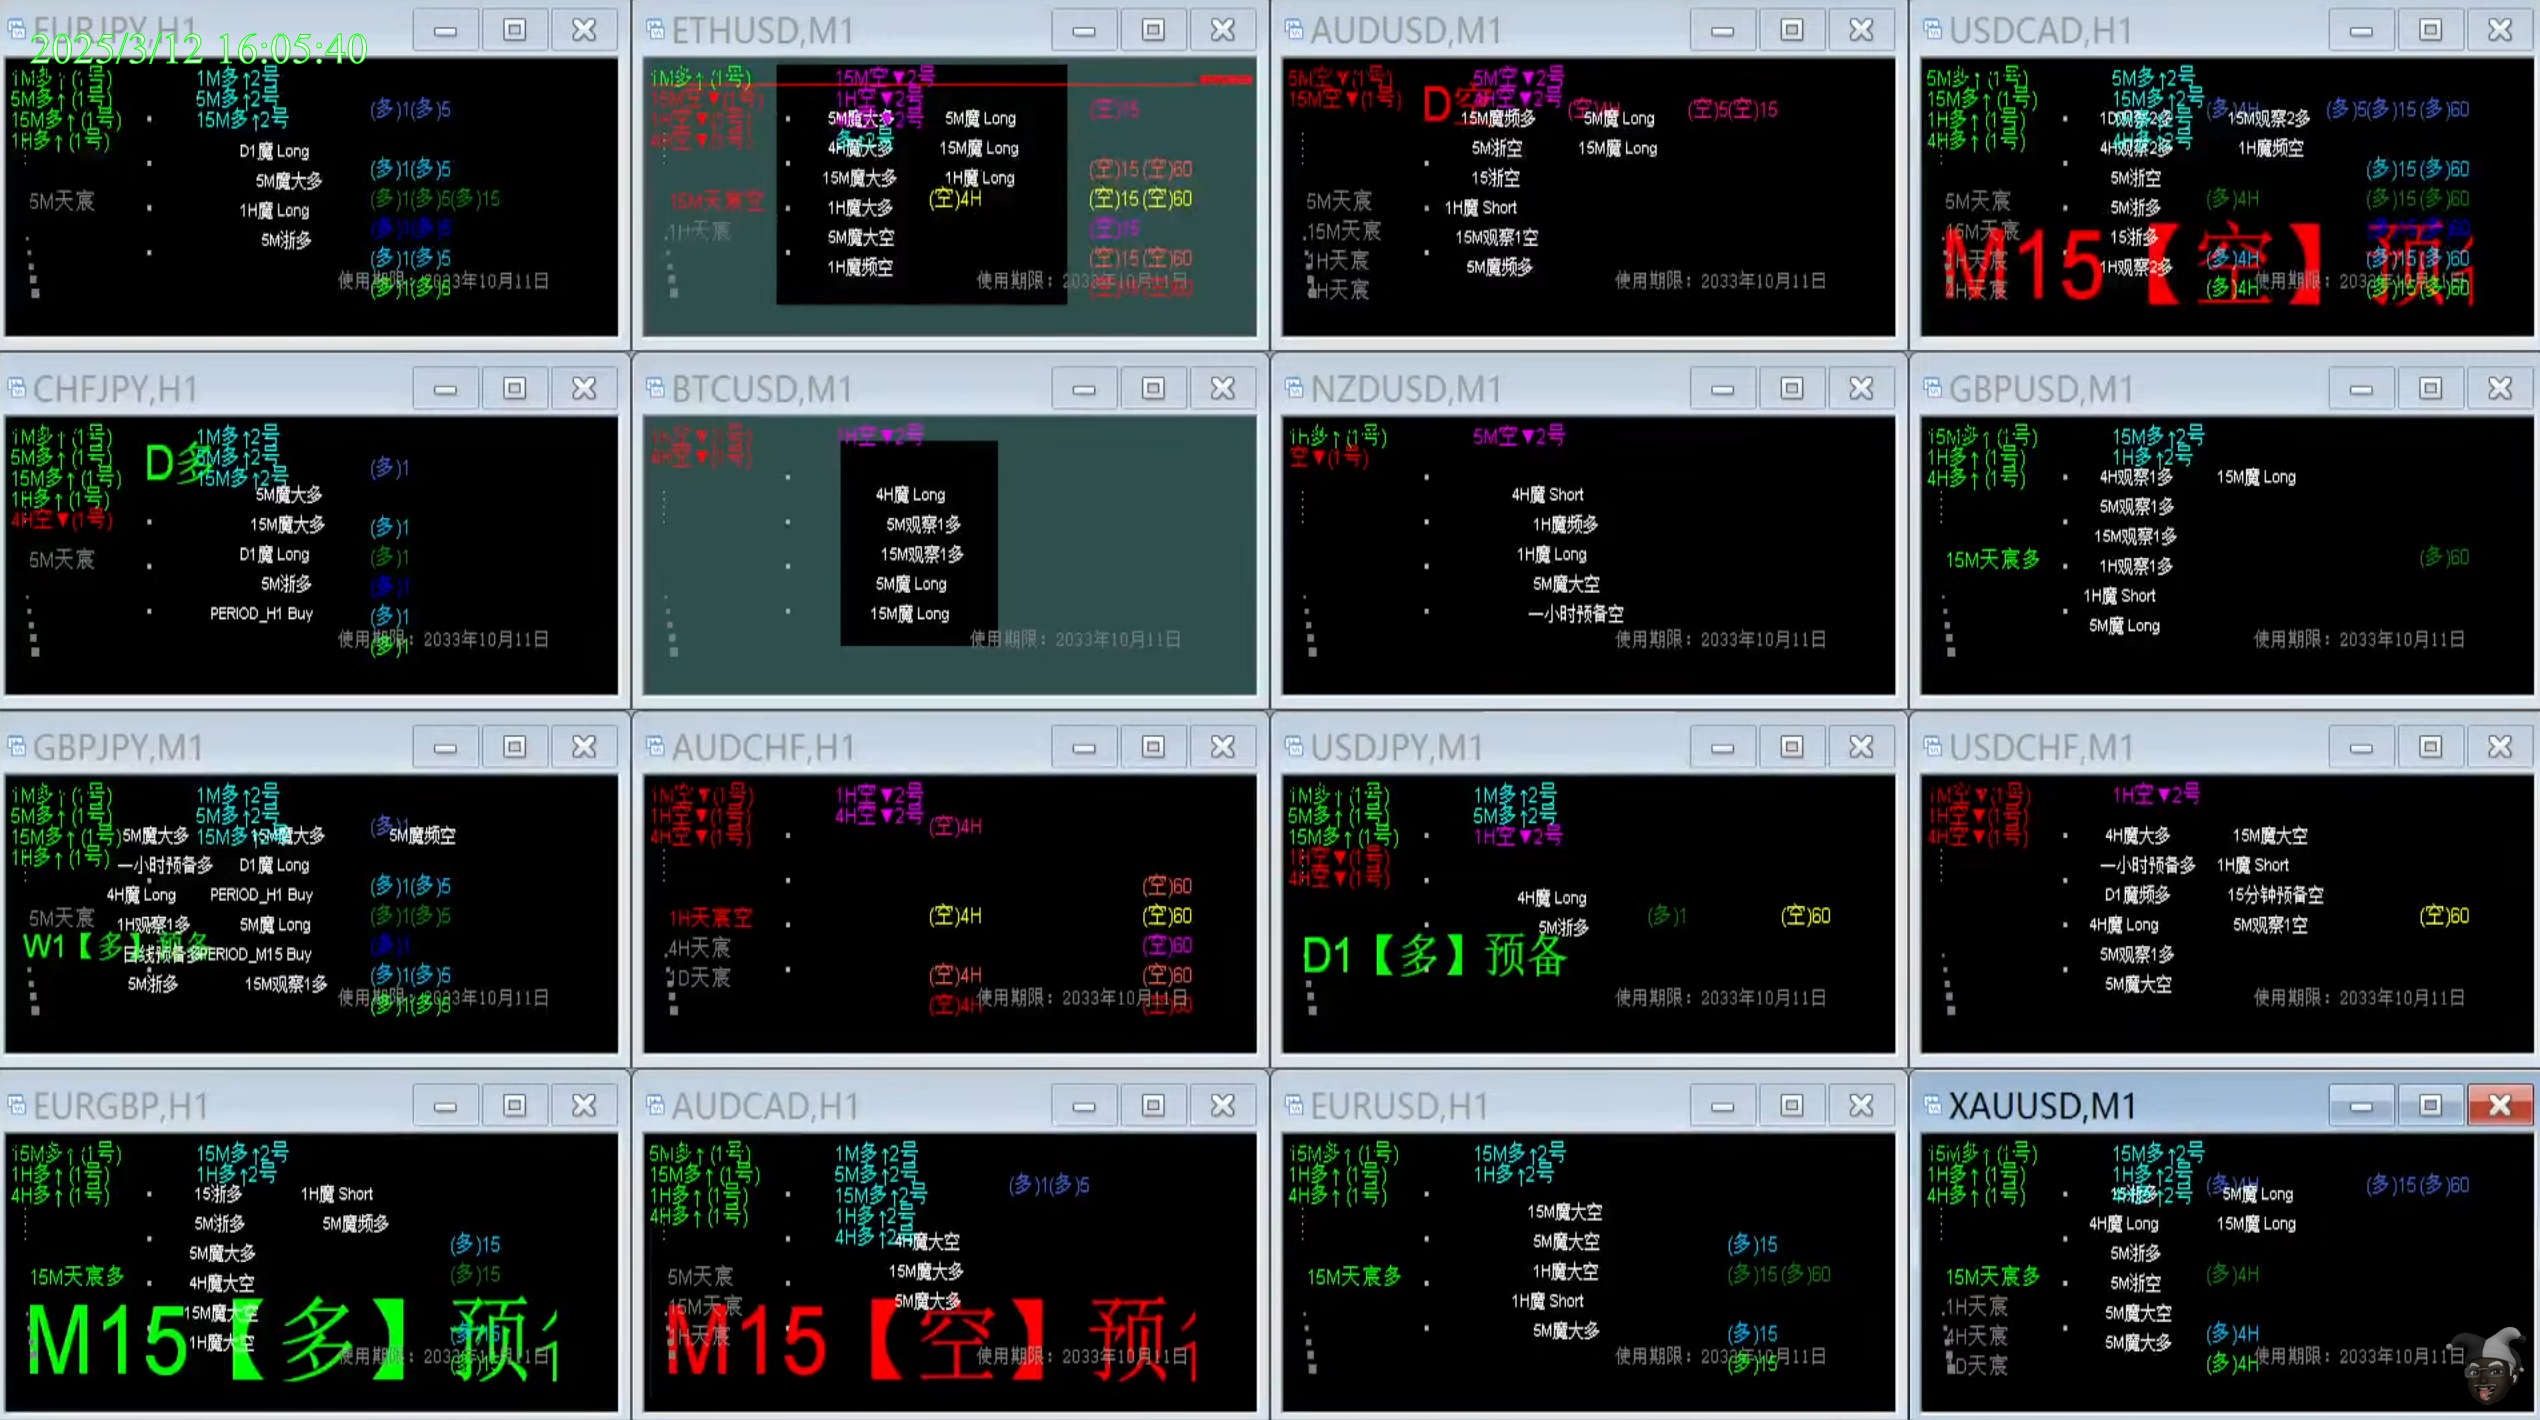 EURJPY,H1
2025/3/12 16:05:40
1M多↑(1号) 1M多↑2号
5M多↑(1号) 5M多↑2号 (多)1(多)5
15M多↑(1号) 15M多↑2号
1H多↑(1号)
D1魔 Long
5M魔大多 (多)1(多)5
5M天宸 1H魔 Long (多)1(多)5(多)15
5M浙多 (多)1(多)5
(多)1(多)5
使用期限：2033年10月11日
(多)1(多)5
ETHUSD,M1
1M多↑(1号) 15M空▼2号
15M空▼(1号) 1H空▼2号 (空)15
1H空▼(1号) 5M魔大多 5M魔 Long
4H空▼(1号) 4H魔大多 15M魔 Long
15M魔大多 1H魔 Long (空)15(空)60
15M天宸空 1H魔大多 (空)4H (空)15(空)60
1H天宸 5M魔大空 (空)15
1H魔频空 (空)15(空)60
使用期限：2033年10月11日
AUDUSD,M1
5M空▼(1号) 5M空▼2号
15M空▼(1号) D空 (空)4H (空)5(空)15
15M魔频多 5M魔 Long
5M浙空 15M魔 Long
15浙空
5M天宸 1H魔 Short
15M天宸 15M观察1空
1H天宸 5M魔频多
4H天宸 使用期限：2033年10月11日
USDCAD,H1
5M多↑(1号) 5M多↑2号
15M多↑(1号) 15M多↑2号 (多)4H (多)5(多)15(多)60
1H多↑(1号) 15M观察2多
4H多↑(1号) 4H观察2多 1H魔频空
5M浙空 (多)15(多)60
5M天宸 5M浙多 (多)4H (多)15(多)60
15M天宸 15浙多
1H天宸 1H观察2多 (多)4H (多)15(多)60
4H天宸 (多)4H (多)15(多)60
M15【空】预
CHFJPY,H1
1M多↑(1号) 1M多↑2号
5M多↑(1号) D多 5M多↑2号 (多)1
15M多↑(1号) 15M多↑2号
1H多↑(1号) 5M魔大多
4H空▼(1号) 15M魔大多 (多)1
5M天宸 D1魔 Long (多)1
5M浙多 (多)1
PERIOD_H1 Buy (多)1
使用期限：2033年10月11日
(多)1
BTCUSD,M1
1H空▼(1号) 1H空▼2号
4H空▼(1号)
4H魔 Long
5M观察1多
15M观察1多
5M魔 Long
15M魔 Long
使用期限：2033年10月11日
NZDUSD,M1
1h多↑(1号) 5M空▼2号
空▼(1号)
4H魔 Short
1H魔频多
1H魔 Long
5M魔大空
一小时预备空
使用期限：2033年10月11日
GBPUSD,M1
15M多↑(1号) 15M多↑2号
1H多↑(1号) 1H多↑2号
4H多↑(1号) 4H观察1多 15M魔 Long
5M观察1多
15M观察1多
15M天宸多 1H观察1多 (多)60
1H魔 Short
5M魔 Long
使用期限：2033年10月11日
GBPJPY,M1
1M多↑(1号) 1M多↑2号
5M多↑(1号) 5M多↑2号 (多)1
15M多↑(1号) 5M魔大多 15M多↑2号 15M魔大多 5M魔频空
1H多↑(1号) 一小时预备多 D1魔 Long
4H魔 Long PERIOD_H1 Buy (多)1(多)5
5M天宸 1H观察1多 5M魔 Long (多)1(多)5
W1【多】预备 日线预备多 PERIOD_M15 Buy (多)1
5M浙多 15M观察1多 (多)1(多)5
使用期限：2033年10月11日
(多)1(多)5
AUDCHF,H1
1M空▼(1号) 1H空▼2号
1H空▼(1号) 4H空▼2号 (空)4H
4H空▼(1号)
(空)60
1H天宸空 (空)4H (空)60
4H天宸 (空)60
1D天宸 (空)4H (空)60
使用期限：2033年10月11日
(空)4H (空)60
USDJPY,M1
1M多↑(1号) 1M多↑2号
5M多↑(1号) 5M多↑2号
15M多↑(1号) 1H空▼2号
1H空▼(1号)
4H空▼(1号) 4H魔 Long
5M浙多 (多)1 (空)60
D1【多】预备
使用期限：2033年10月11日
USDCHF,M1
1M空▼(1号) 1H空▼2号
1H空▼(1号)
4H空▼(1号) 4H魔大多 15M魔大空
一小时预备多 1H魔 Short
D1魔频多 15分钟预备空
4H魔 Long 5M观察1空 (空)60
5M观察1多
5M魔大空
使用期限：2033年10月11日
EURGBP,H1
15M多↑(1号) 15M多↑2号
1H多↑(1号) 1H多↑2号
4H多↑(1号) 15浙多 1H魔 Short
5M浙多 5M魔频多
5M魔大多 (多)15
15M天宸多 4H魔大空 (多)15
15M魔大空
1H魔大空 (多)15
M15【多】预
使用期限：2033年10月11日
AUDCAD,H1
5M多↑(1号) 1M多↑2号
15M多↑(1号) 5M多↑2号 (多)1(多)5
1H多↑(1号) 15M多↑2号
4H多↑(1号) 1H多↑2号
4H多↑2号 4H魔大空
5M天宸 15M魔大多
15M天宸 5M魔大多
1H天宸
M15【空】预
使用期限：2033年10月11日
EURUSD,H1
15M多↑(1号) 15M多↑2号
1H多↑(1号) 1H多↑2号
4H多↑(1号)
15M魔大空
5M魔大空 (多)15
15M天宸多 1H魔大空 (多)15(多)60
1H魔 Short
5M魔大多 (多)15
使用期限：2033年10月11日
(多)15
XAUUSD,M1
15M多↑(1号) 15M多↑2号
1H多↑(1号) 1H多↑2号 (多)4H (多)15(多)60
4H多↑(1号) 15浙多 5M魔 Long
4H魔 Long 15M魔 Long
5M浙多
15M天宸多 5M浙空 (多)4H
1H天宸 5M魔大空
4H天宸 5M魔大多 (多)4H
1D天宸 (多)4H 使用期限：2033年10月11日